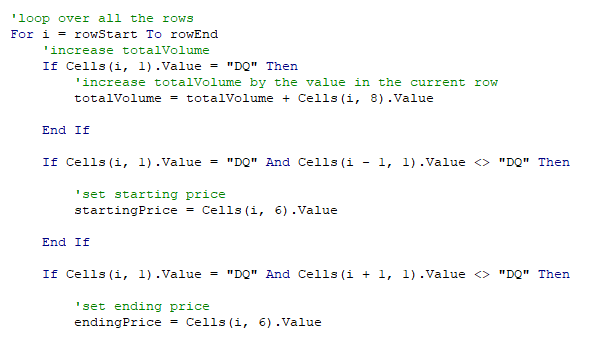 'loop over all the rows
For i = rowStart To rowEnd
'increase totalVolume
If Cells(i, 1).Value = "DQ" Then
'increase totalVolume by the value in the current row
totalVolume = totalVolume + Cells(i, 8).Value
End If
If Cells(i, 1).Value = "DQ" And Cells(i - 1, 1).Value <> "DQ" Then
'set starting price
startingPrice = Cells(i, 6).Value
End If
If Cells(i, 1).Value = "DQ" And Cells(i + 1, 1).Value <> "DQ" Then
'set ending price
endingPrice = Cells(i, 6).Value